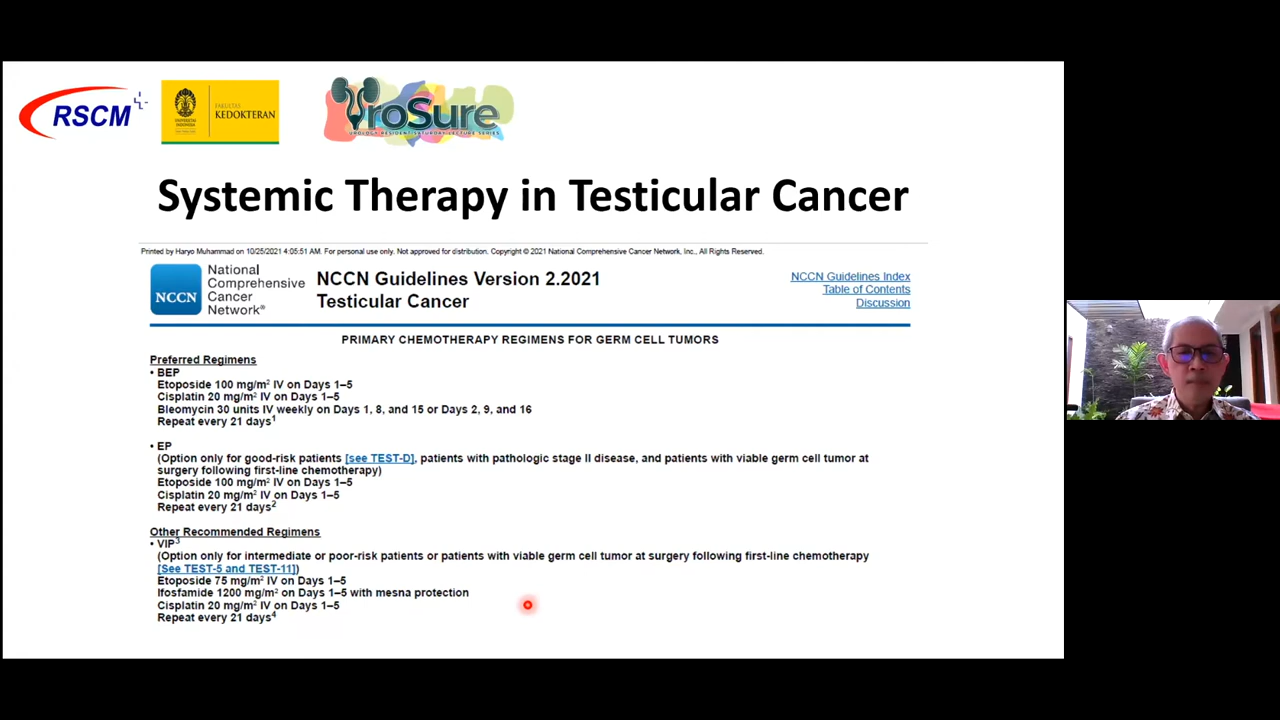 RSCM
UNIVERSITAS
INDONESIA
FAKULTAS
KEDOKTERAN
UroSure
UROLOGY RESIDENT SATURDAY LECTURE SERIES
Systemic Therapy in Testicular Cancer
Printed by Haryo Muhammad on 10/25/2021 4:05:51 AM. For personal use only. Not approved for distribution. Copyright © 2021 National Comprehensive Cancer Network, Inc., All Rights Reserved.
NCCN
National
Comprehensive
Cancer
Network®
NCCN Guidelines Version 2.2021
Testicular Cancer
NCCN Guidelines Index
Table of Contents
Discussion
PRIMARY CHEMOTHERAPY REGIMENS FOR GERM CELL TUMORS
Preferred Regimens
• BEP
Etoposide 100 mg/m² IV on Days 1–5
Cisplatin 20 mg/m² IV on Days 1–5
Bleomycin 30 units IV weekly on Days 1, 8, and 15 or Days 2, 9, and 16
Repeat every 21 days¹
• EP
(Option only for good-risk patients [see TEST-D], patients with pathologic stage II disease, and patients with viable germ cell tumor at
surgery following first-line chemotherapy)
Etoposide 100 mg/m² IV on Days 1–5
Cisplatin 20 mg/m² IV on Days 1–5
Repeat every 21 days²
Other Recommended Regimens
• VIP³
(Option only for intermediate or poor-risk patients or patients with viable germ cell tumor at surgery following first-line chemotherapy
[See TEST-5 and TEST-11])
Etoposide 75 mg/m² IV on Days 1–5
Ifosfamide 1200 mg/m² on Days 1–5 with mesna protection
Cisplatin 20 mg/m² IV on Days 1–5
Repeat every 21 days⁴